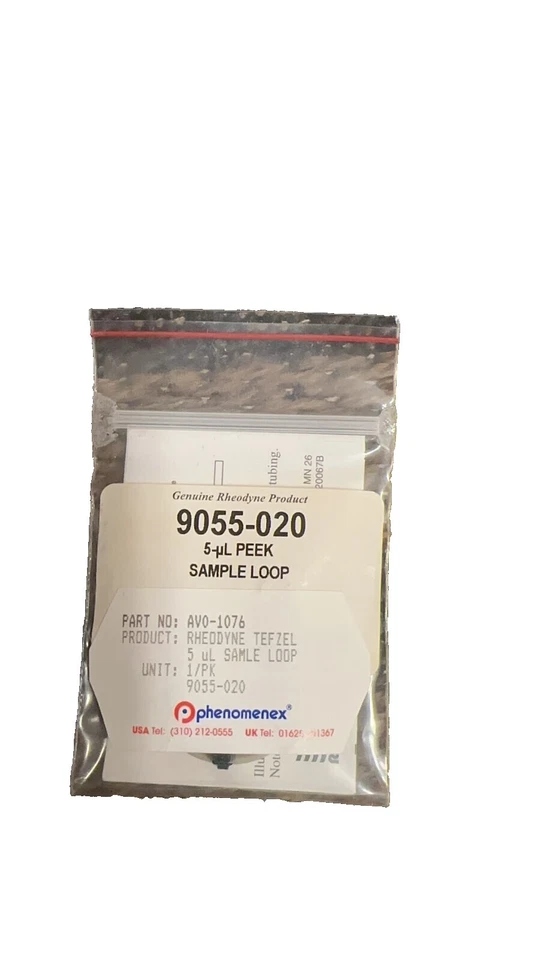 tubing.
MN 26
20067B
Genuine Rheodyne Product
9055-020
5-µL PEEK
SAMPLE LOOP
PART NO: AV0-1076
PRODUCT: RHEODYNE TEFZEL
5 uL SAMLE LOOP
UNIT: 1/PK
9055-020
phenomenex®
USA Tel: (310) 212-0555 UK Tel: